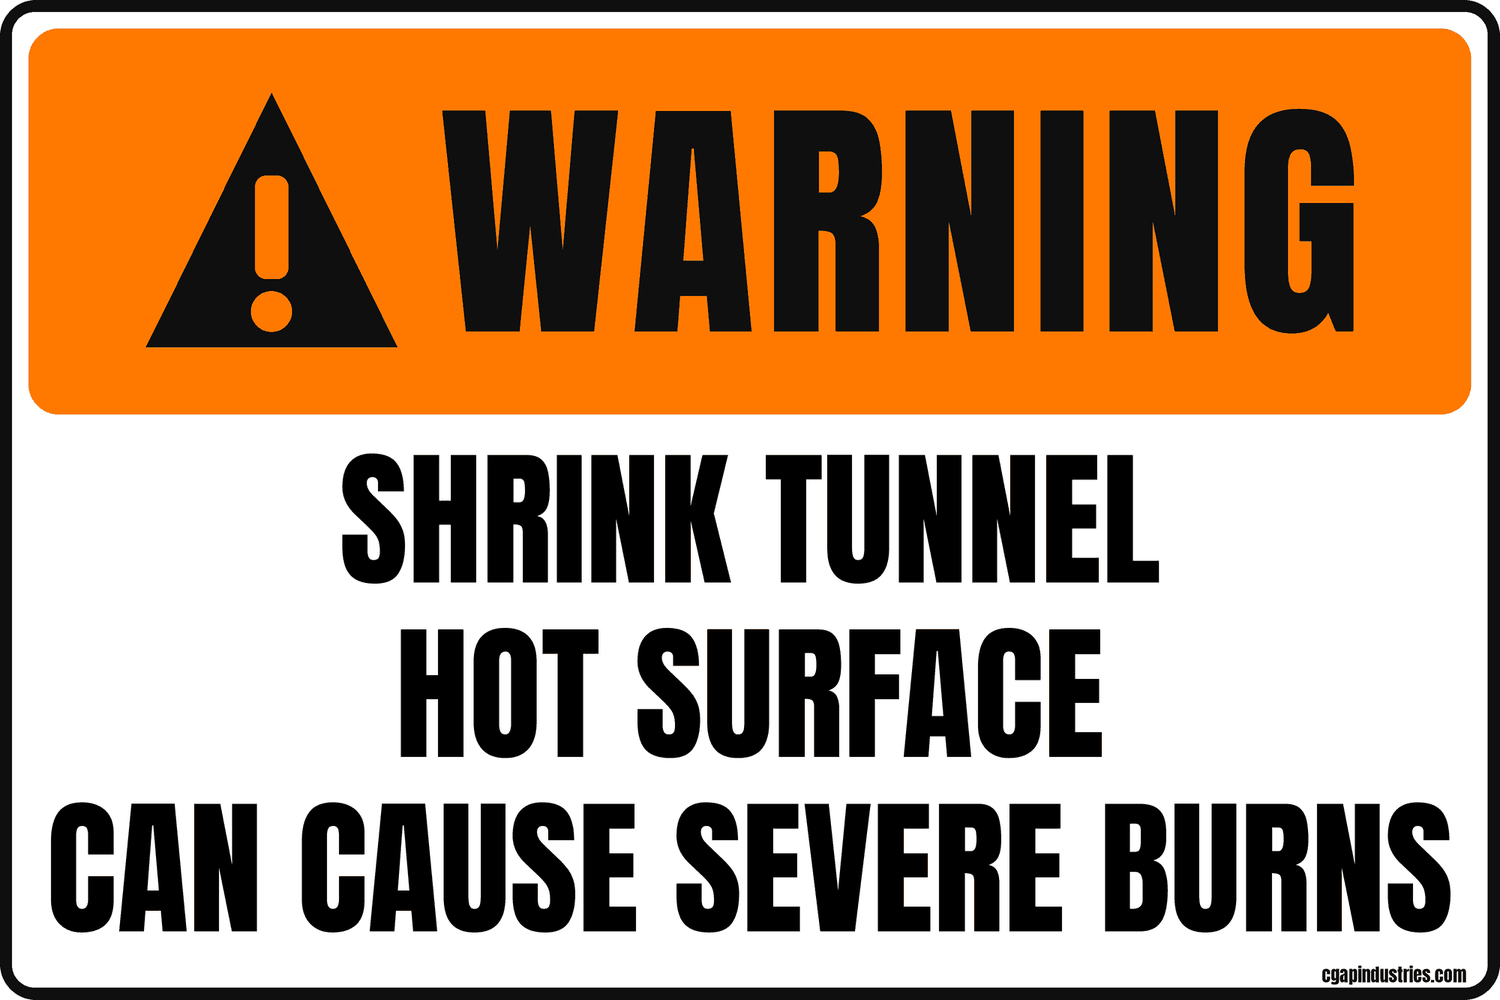 WARNING
SHRINK TUNNEL
HOT SURFACE
CAN CAUSE SEVERE BURNS
cgapindustries.com